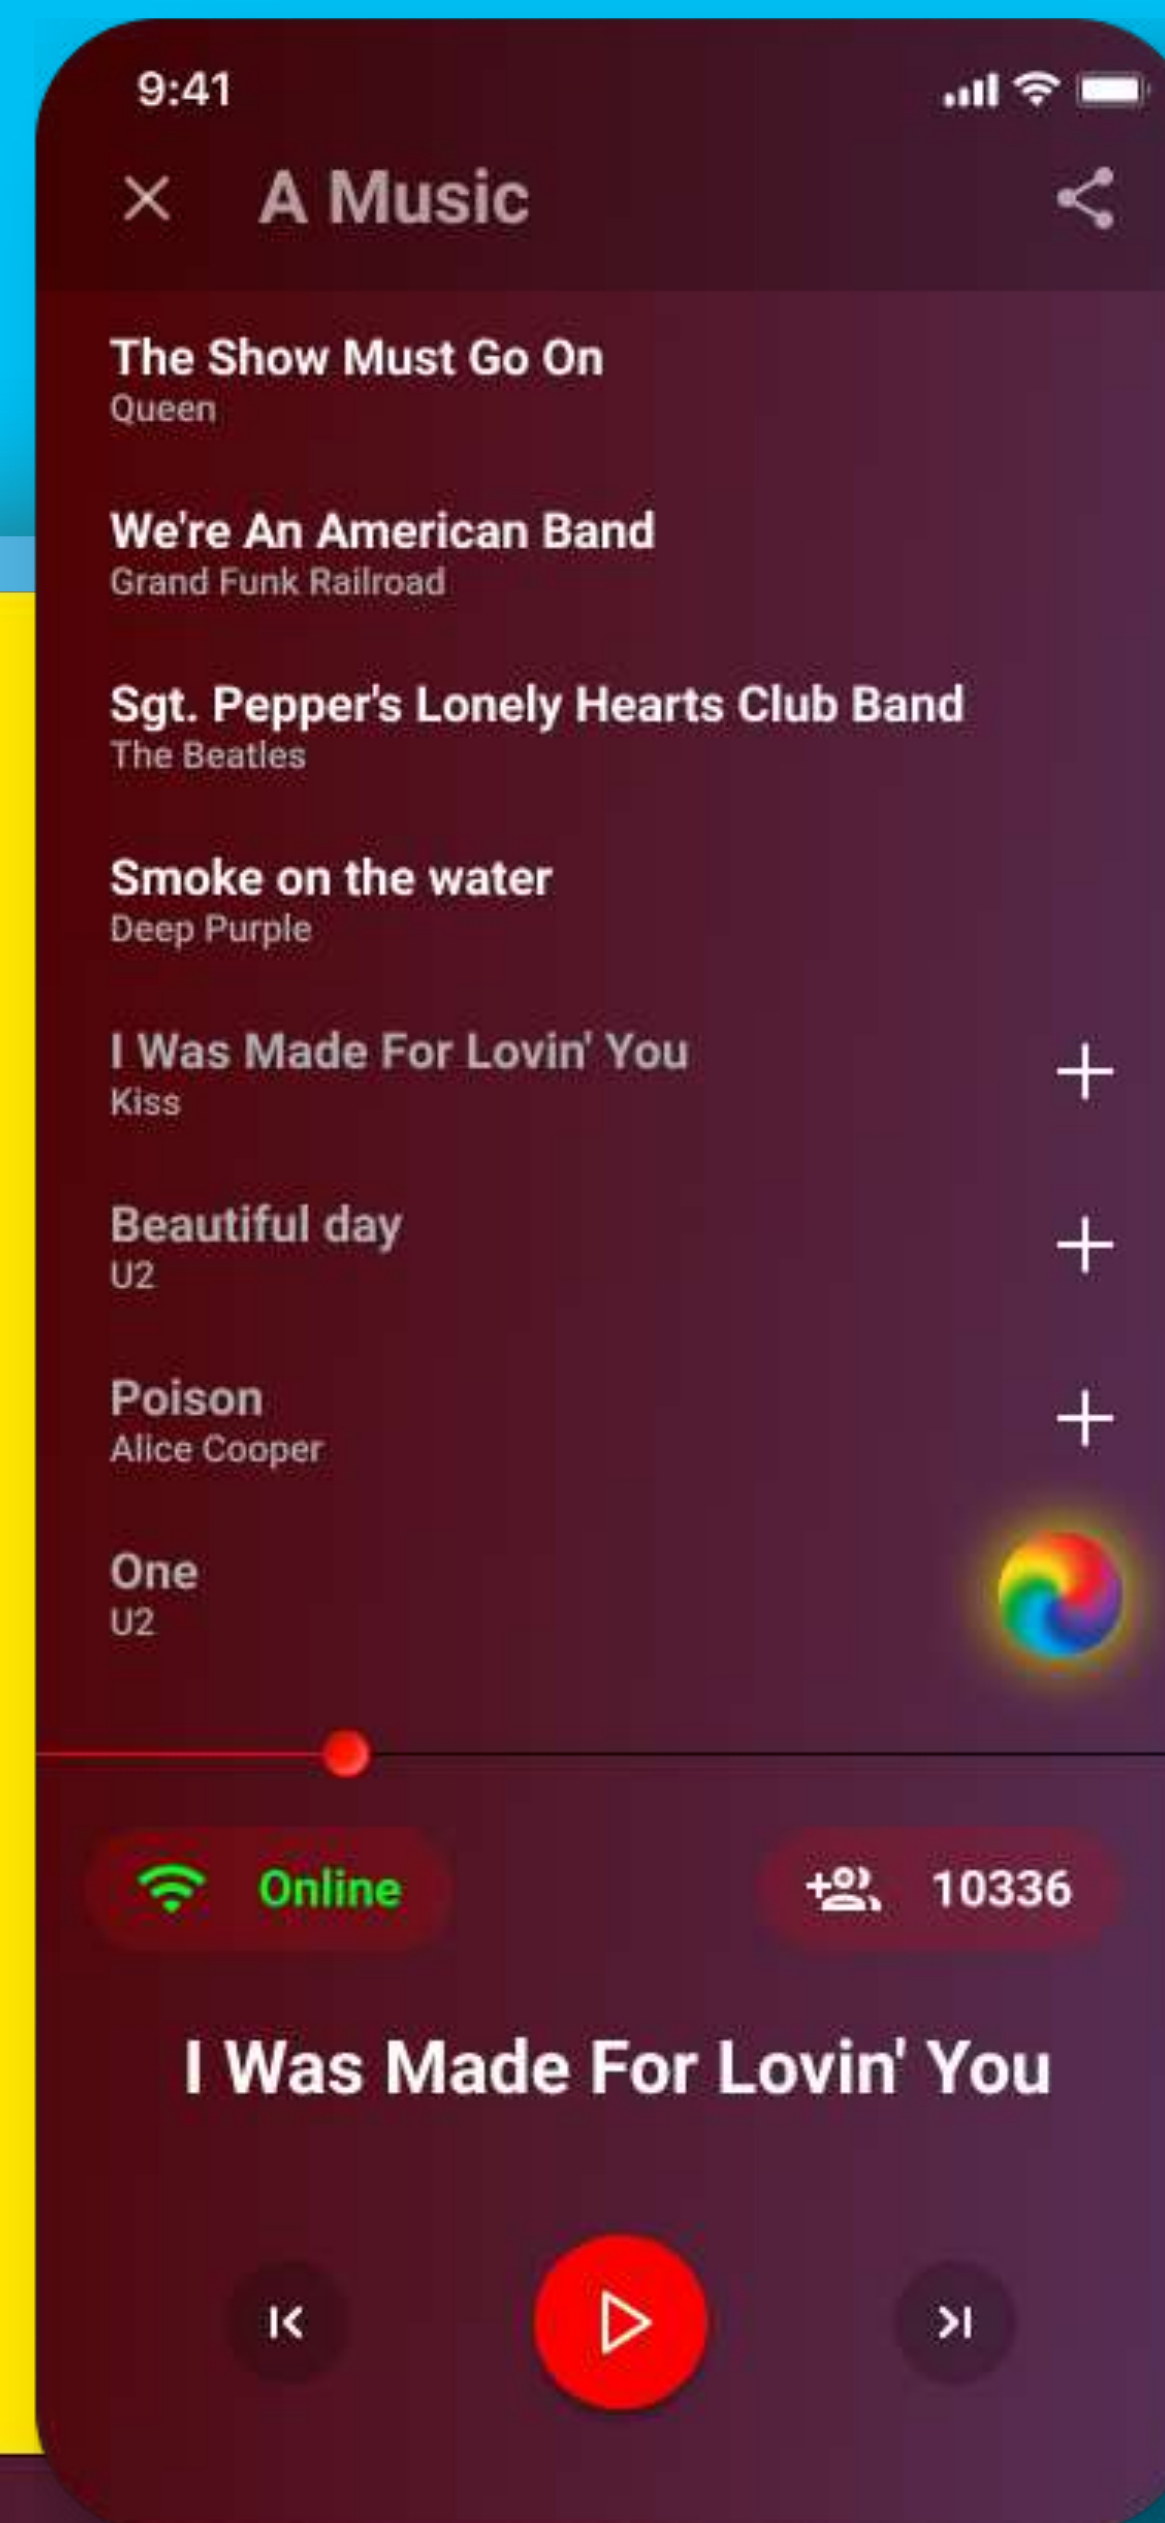 9:41
A Music
The Show Must Go On
Queen
We're An American Band
Grand Funk Railroad
Sgt. Pepper's Lonely Hearts Club Band
The Beatles
Smoke on the water
Deep Purple
I Was Made For Lovin' You
Kiss
Beautiful day
U2
Poison
Alice Cooper
One
U2
Online
10336
I Was Made For Lovin' You